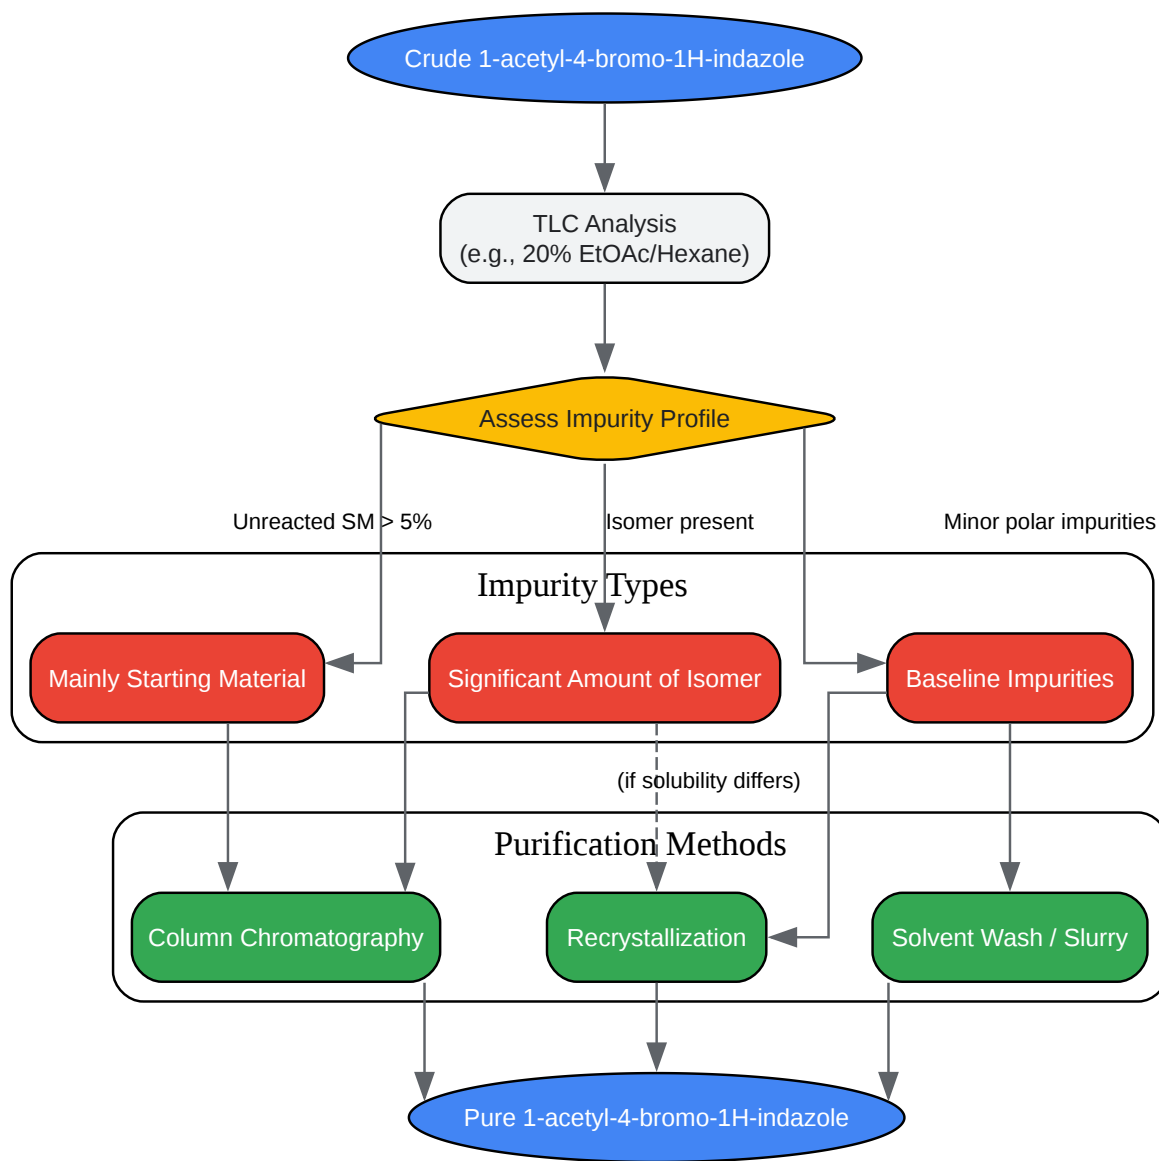 Crude 1-acetyl-4-bromo-1H-indazole
TLC Analysis
(e.g., 20% EtOAc/Hexane)
Assess Impurity Profile
Unreacted SM > 5%
Isomer present
Minor polar impurities
Impurity Types
Mainly Starting Material
Significant Amount of Isomer
Baseline Impurities
(if solubility differs)
Purification Methods
Column Chromatography
Recrystallization
Solvent Wash / Slurry
Pure 1-acetyl-4-bromo-1H-indazole